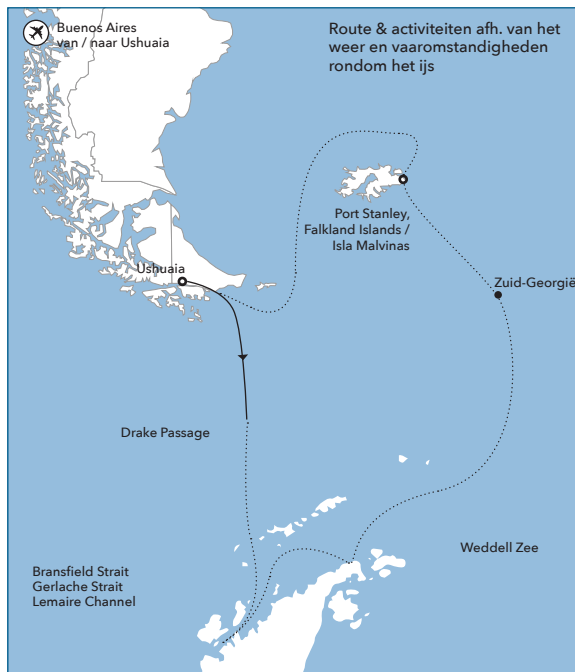 Buenos Aires
van / naar Ushuaia
Route & activiteiten afh. van het
weer en vaaromstandigheden
rondom het ijs
Port Stanley,
Falkland Islands /
Isla Malvinas
Ushuaia
Zuid-Georgië
Drake Passage
Weddell Zee
Bransfield Strait
Gerlache Strait
Lemaire Channel